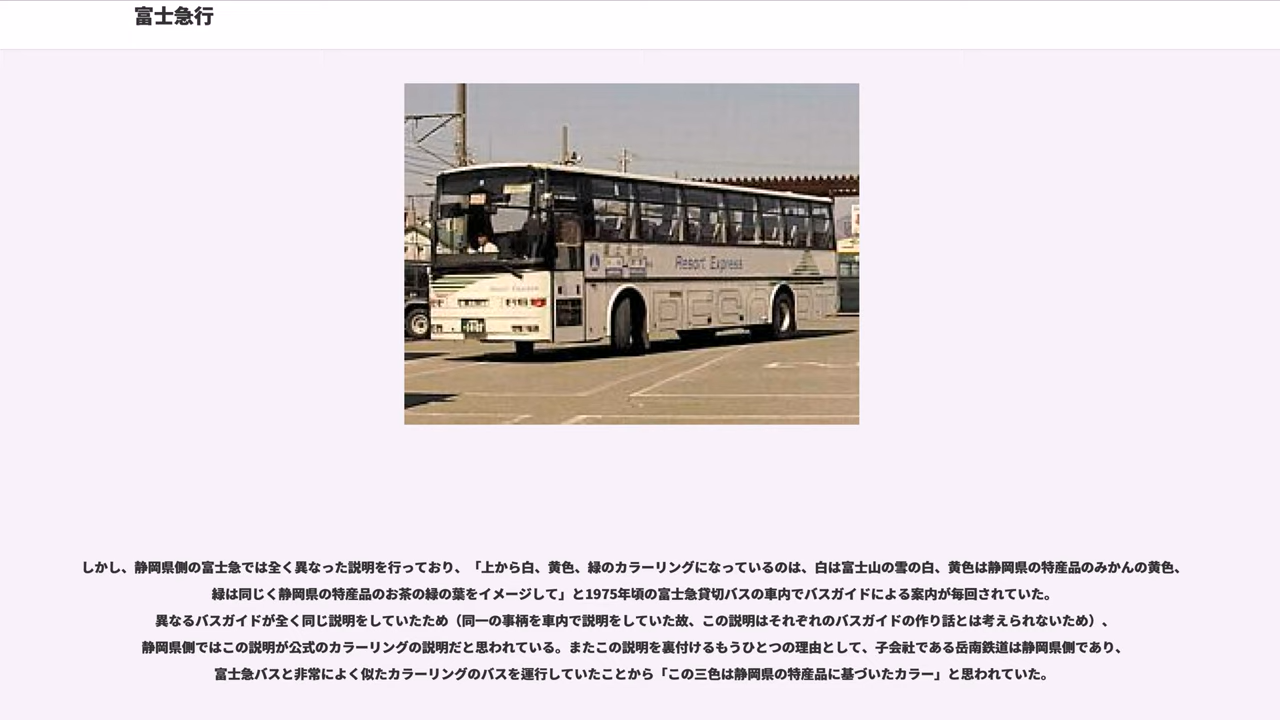 富士急行
Resort Express
しかし、静岡県側の富士急では全く異なった説明を行っており、「上から白、黄色、緑のカラーリングになっているのは、白は富士山の雪の白、黄色は静岡県の特産品のみかんの黄色、
緑は同じく静岡県の特産品のお茶の緑の葉をイメージして」と1975年頃の富士急貸切バスの車内でバスガイドによる案内が毎回されていた。
異なるバスガイドが全く同じ説明をしていたため（同一の事柄を車内で説明をしていた故、この説明はそれぞれのバスガイドの作り話とは考えられないため）、
静岡県側ではこの説明が公式のカラーリングの説明だと思われている。またこの説明を裏付けるもうひとつの理由として、子会社である岳南鉄道は静岡県側であり、
富士急バスと非常によく似たカラーリングのバスを運行していたことから「この三色は静岡県の特産品に基づいたカラー」と思われていた。